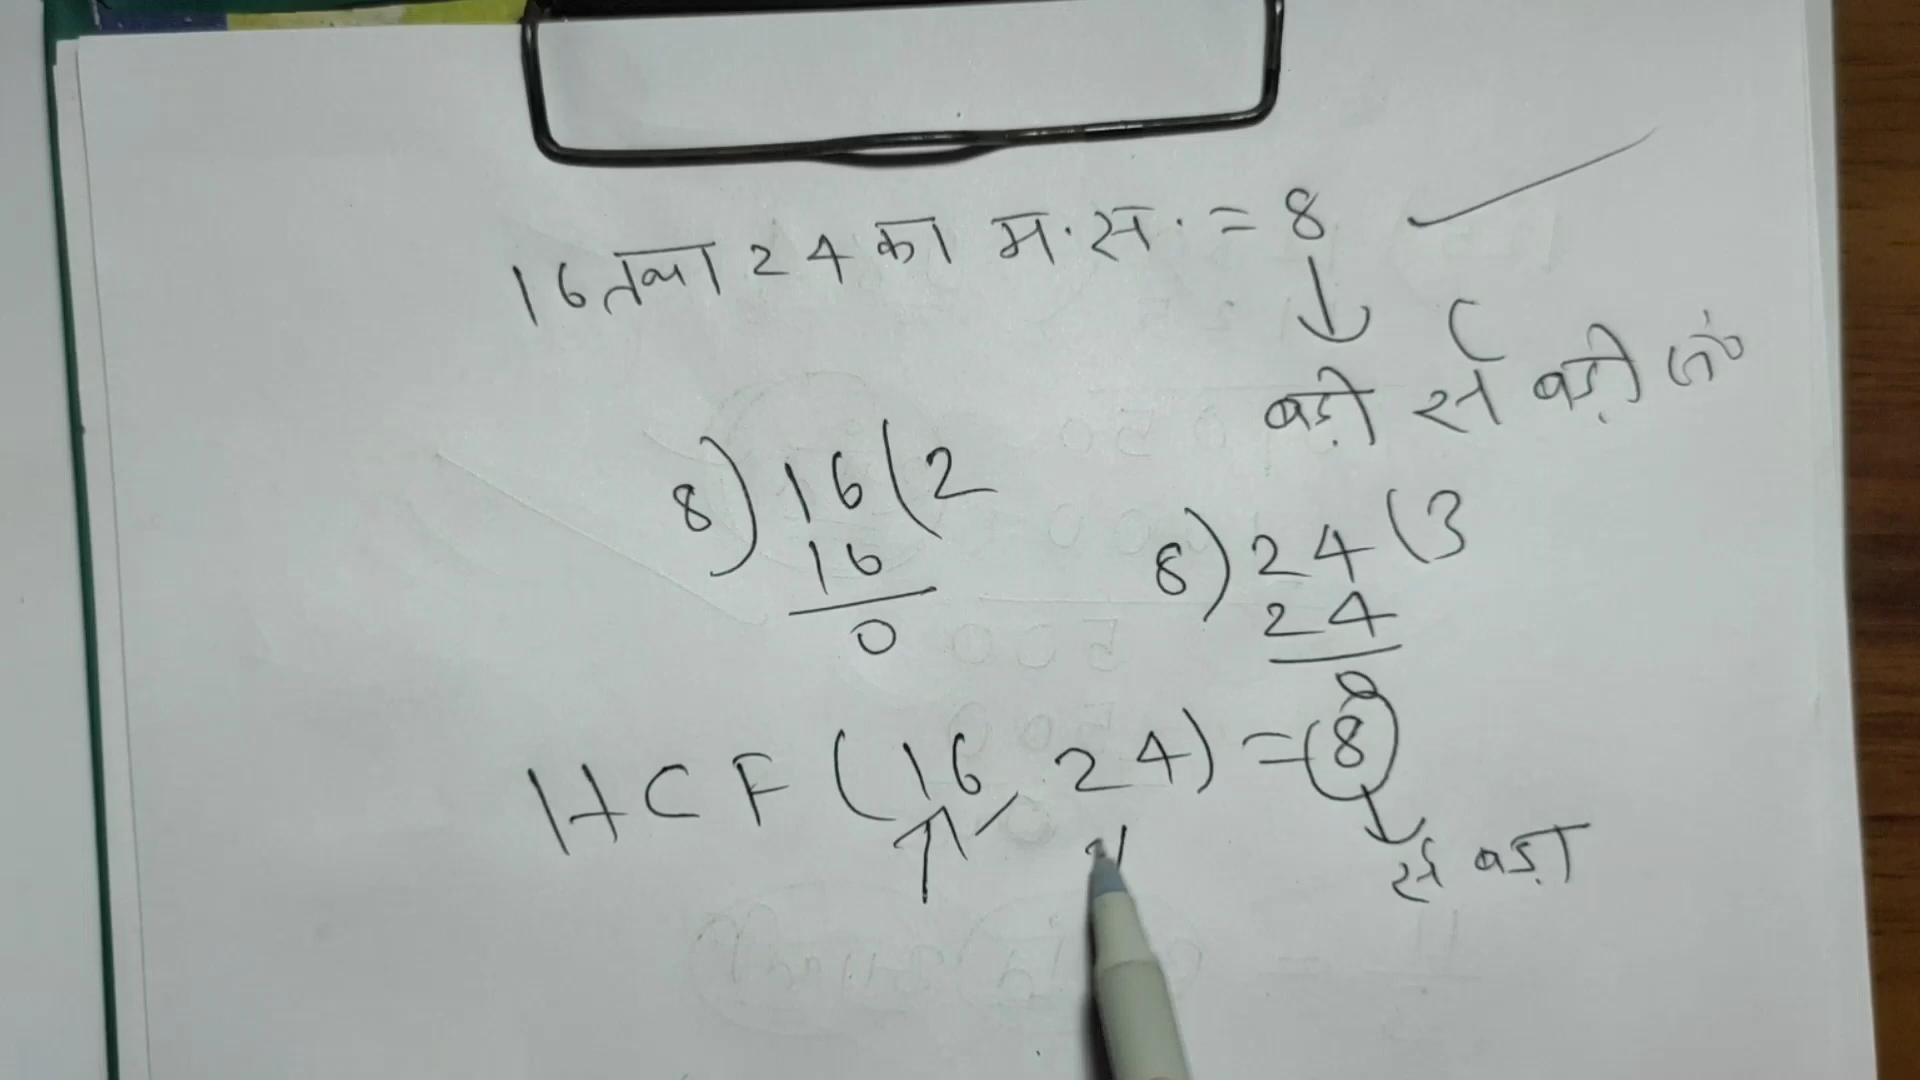 16 तथा 24 का म.स. = 8
बड़ी से बड़ी सं०
8) 16 (2
16
0
8) 24 (3
24
0
HCF (16, 24) = 8
से बड़ा